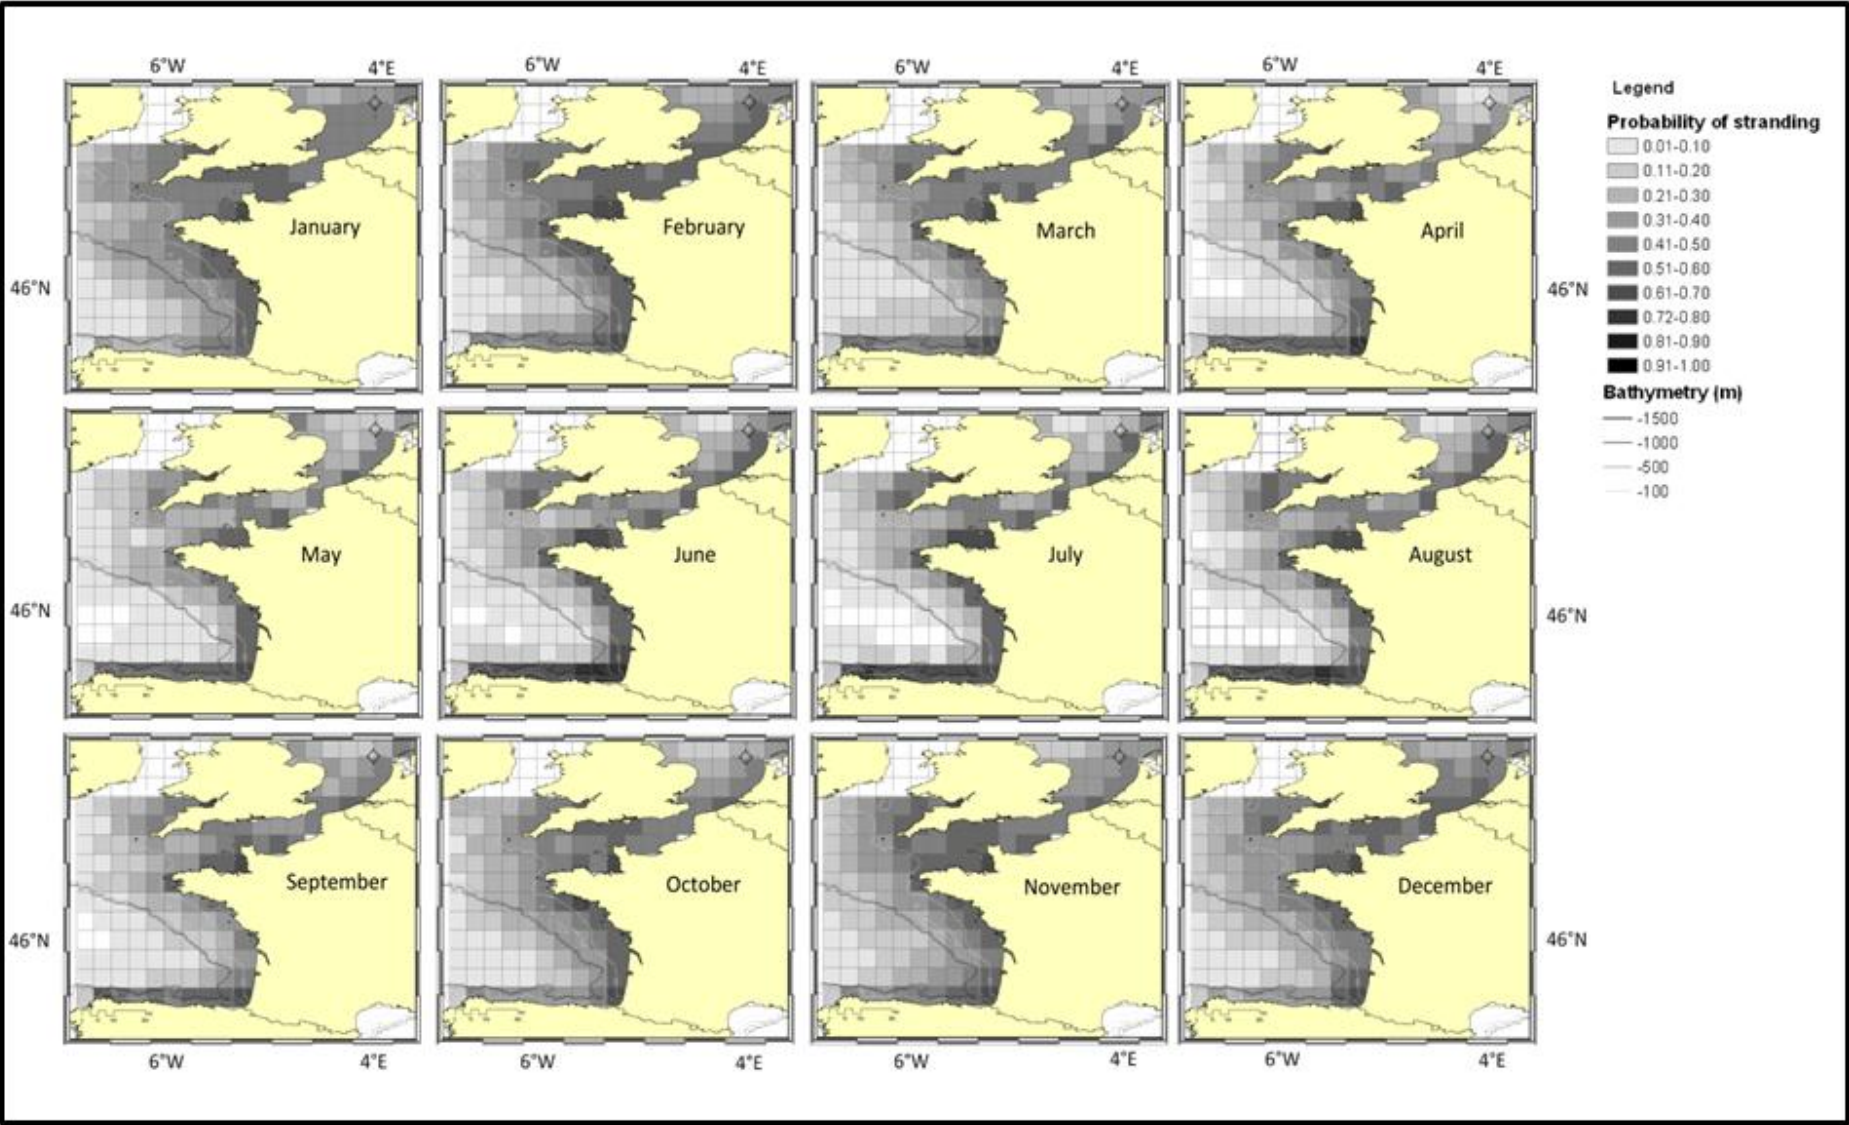 6°W 4°E 6°W 4°E 6°W 4°E 6°W 4°E
Legend
Probability of stranding
0.01-0.10
0.11-0.20
0.21-0.30
0.31-0.40
0.41-0.50
0.51-0.60
0.61-0.70
0.72-0.80
0.81-0.90
0.91-1.00
Bathymetry (m)
-1500
-1000
-500
-100
January February March April
46°N 46°N
May June July August
46°N 46°N
September October November December
46°N 46°N
6°W 4°E 6°W 4°E 6°W 4°E 6°W 4°E